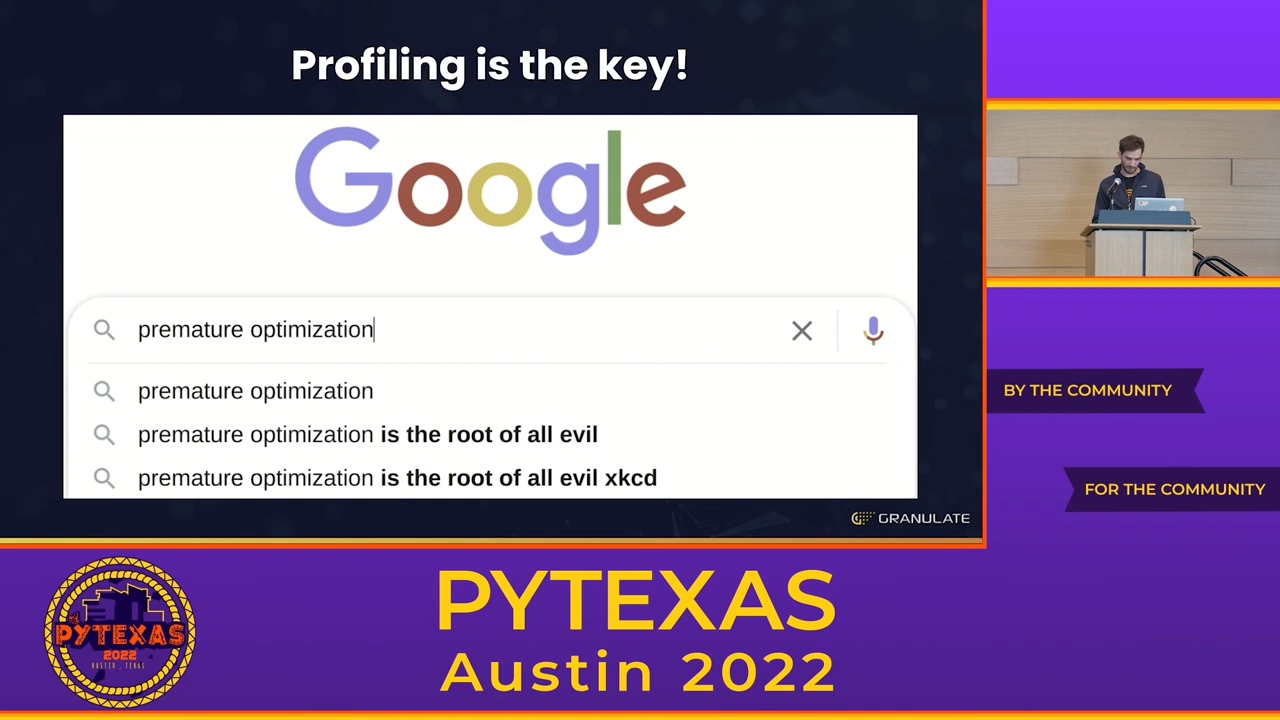 Profiling is the key!
Google
premature optimization
premature optimization
premature optimization is the root of all evil
premature optimization is the root of all evil xkcd
GRANULATE
BY THE COMMUNITY
FOR THE COMMUNITY
PYTEXAS
2022
AUSTIN, TEXAS
PYTEXAS
Austin 2022